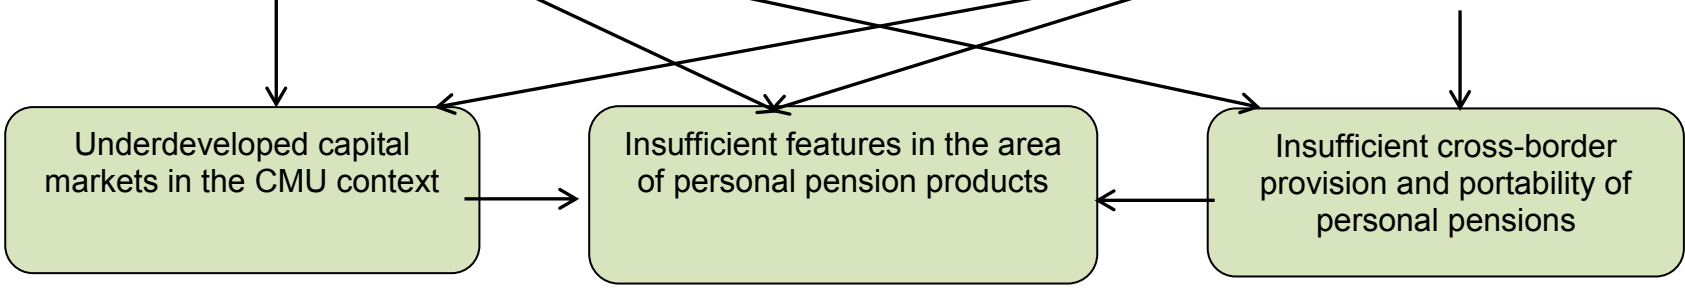 Underdeveloped capital
markets in the CMU context
Insufficient features in the area
of personal pension products
Insufficient cross-border
provision and portability of
personal pensions